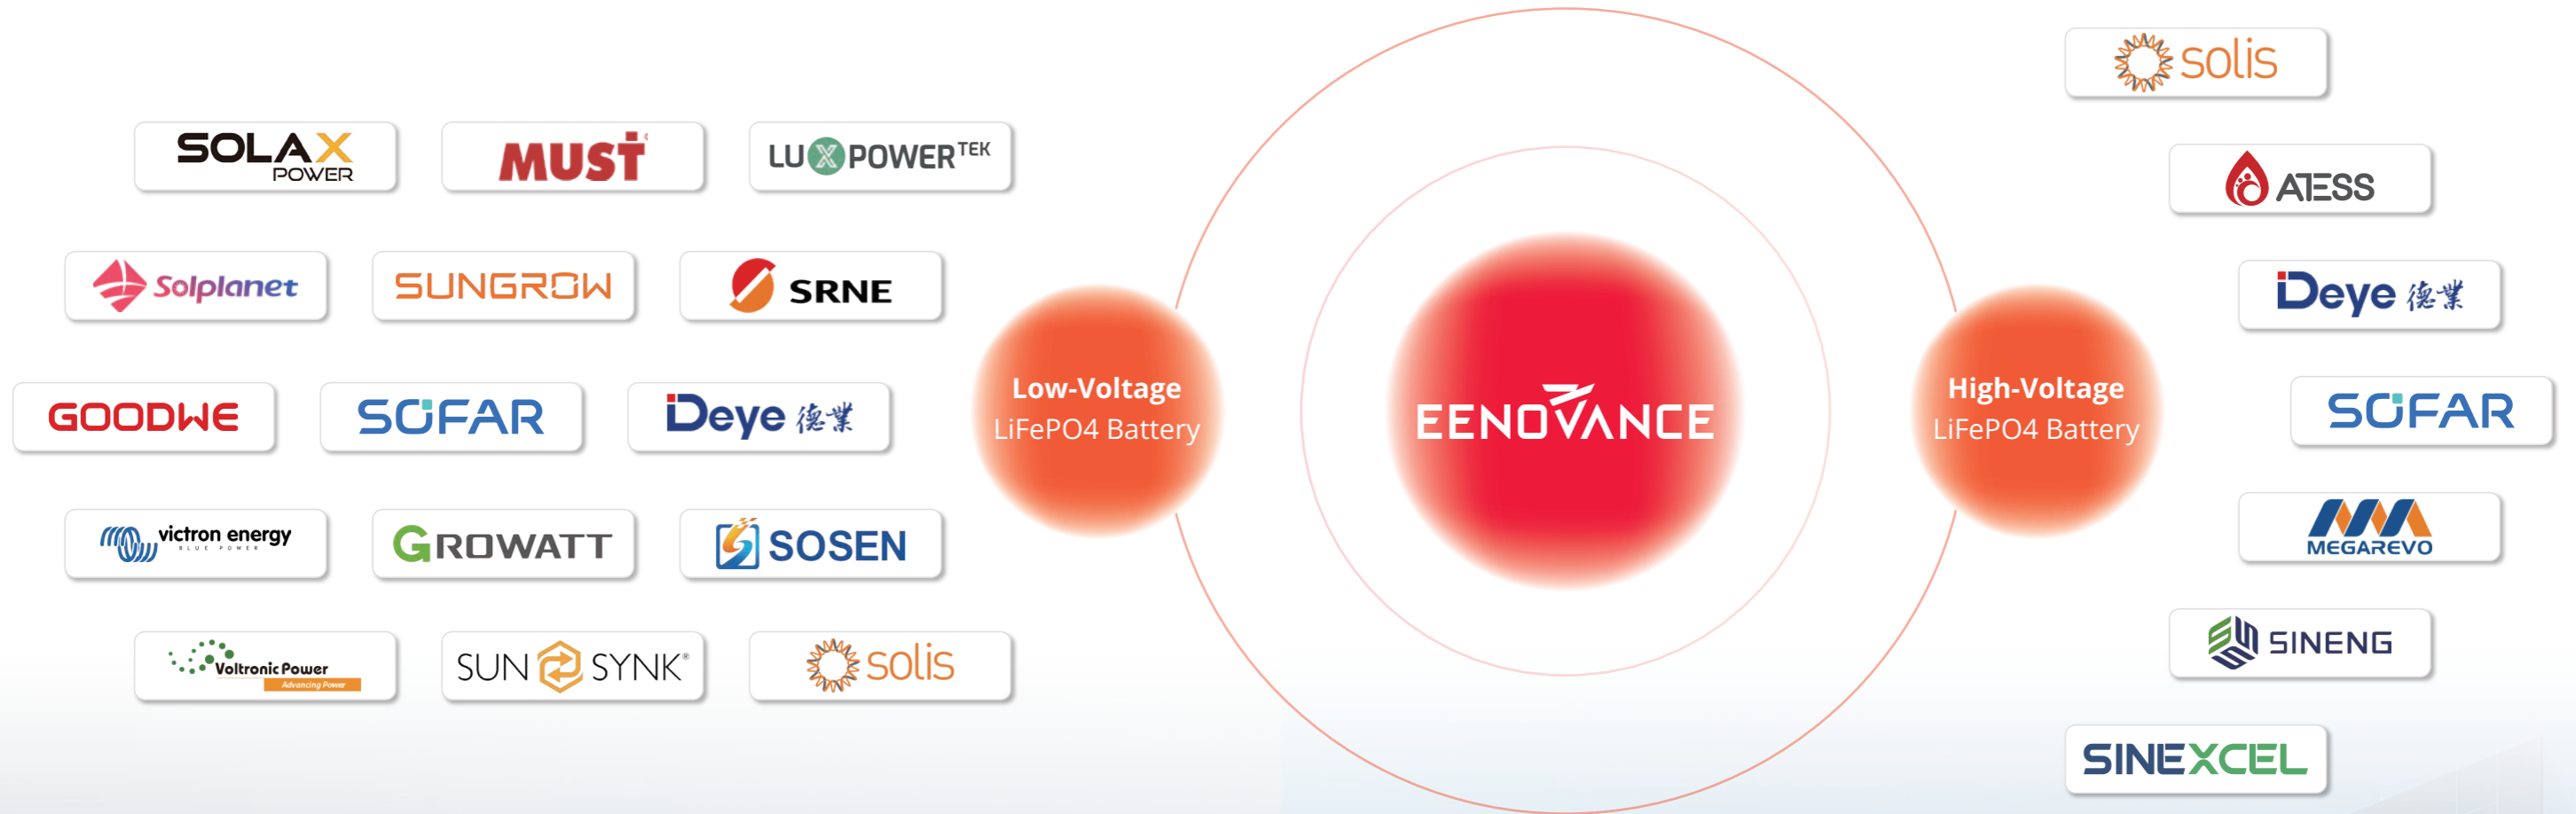 SOLAX
POWER
MUST
LUXPOWERTEK
Solplanet
SUNGROW
SRNE
GOODWE
SOFAR
Deye 德業
victron energy
BLUE POWER
GROWATT
SOSEN
Voltronic Power
Advancing Power
SUN SYNK®
solis
Low-Voltage
LiFePO4 Battery
EENOVANCE
High-Voltage
LiFePO4 Battery
solis
ATESS
Deye 德業
SOFAR
MEGAREVO
SINENG
SINEXCEL